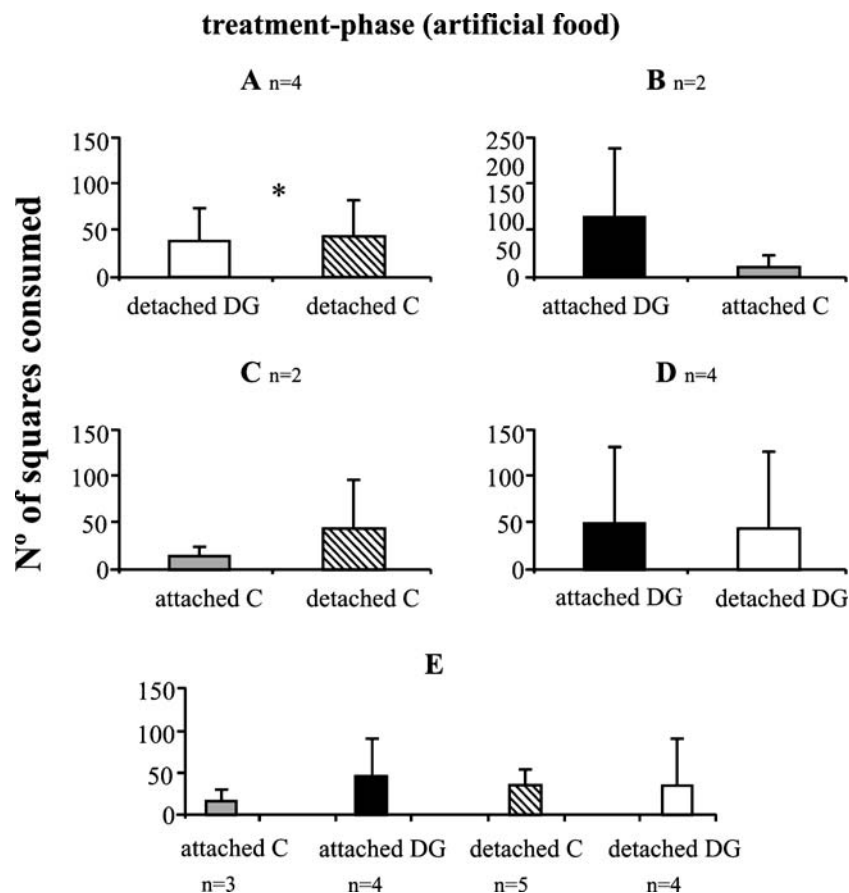 treatment-phase (artificial food)
A n=4
B n=2
Nº of squares consumed
150
100
50
0
*
detached DG detached C
250
200
150
100
50
0
attached DG attached C
C n=2
D n=4
150
100
50
0
attached C detached C
150
100
50
0
attached DG detached DG
E
150
100
50
0
attached C attached DG detached C detached DG
n=3 n=4 n=5 n=4